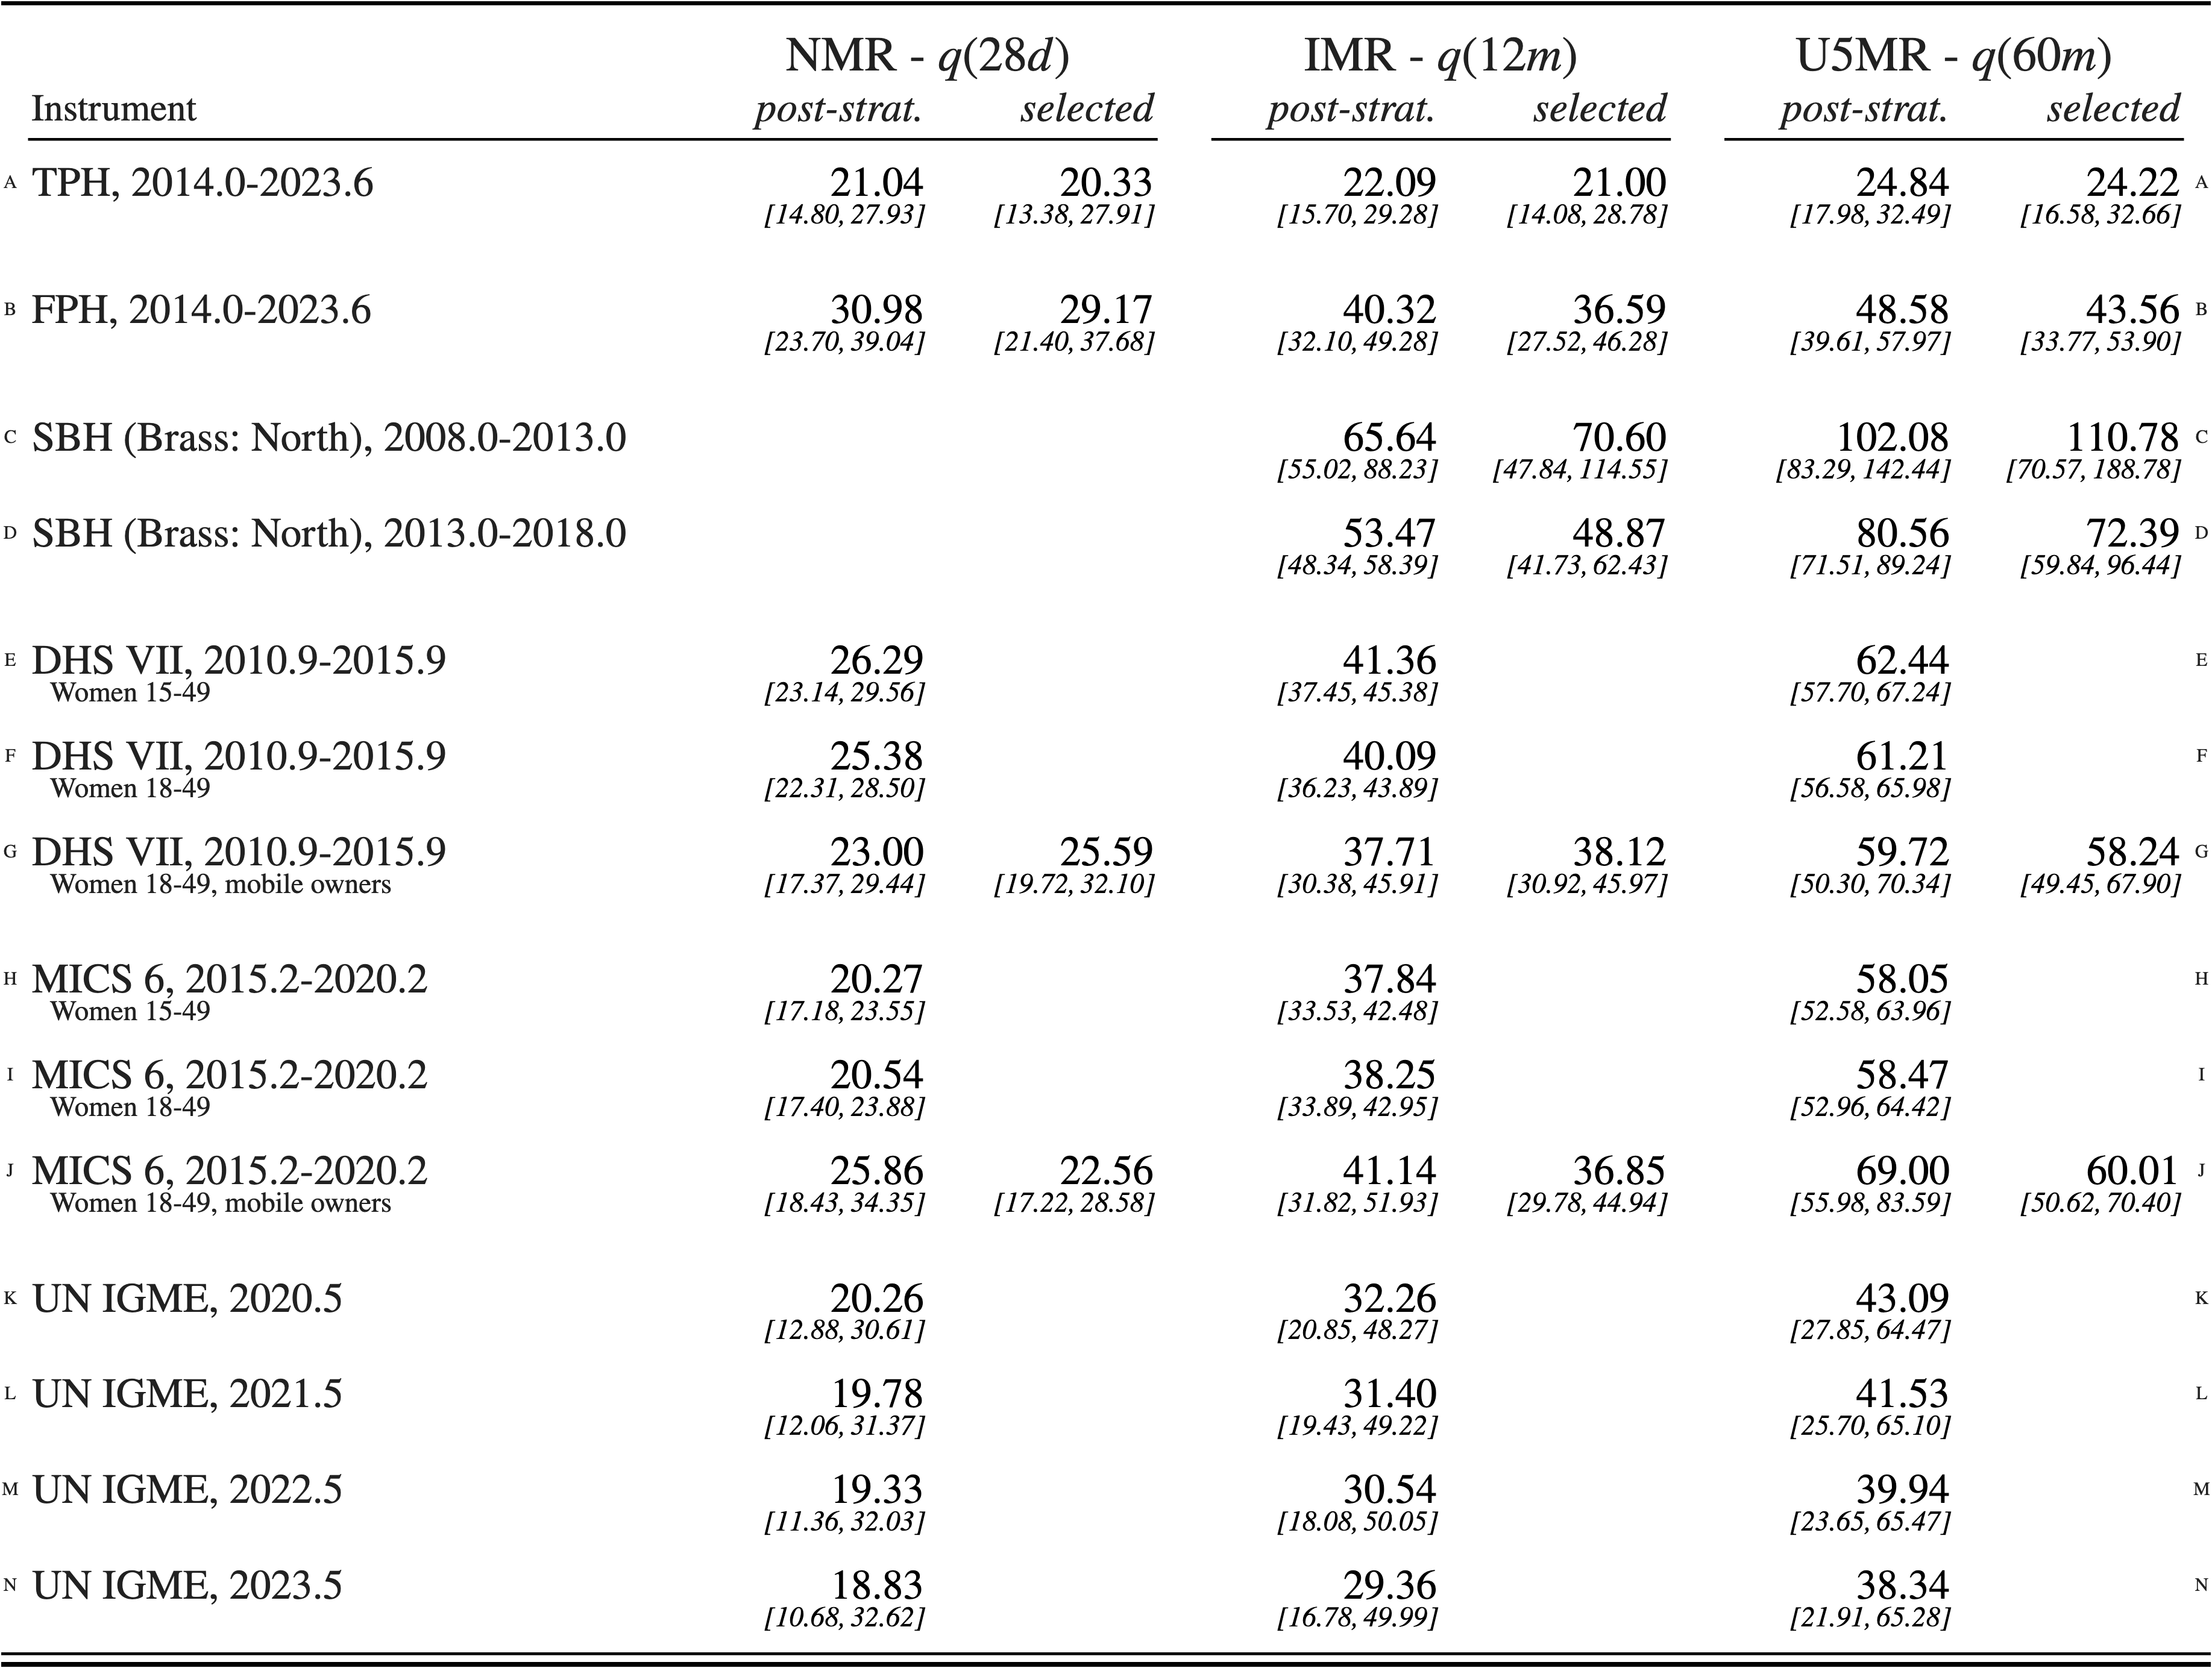 NMR - q(28d) IMR - q(12m) U5MR - q(60m)
Instrument post-strat. selected post-strat. selected post-strat. selected
A TPH, 2014.0-2023.6 21.04 20.33 22.09 21.00 24.84 24.22 A
[14.80, 27.93] [13.38, 27.91] [15.70, 29.28] [14.08, 28.78] [17.98, 32.49] [16.58, 32.66]
B FPH, 2014.0-2023.6 30.98 29.17 40.32 36.59 48.58 43.56 B
[23.70, 39.04] [21.40, 37.68] [32.10, 49.28] [27.52, 46.28] [39.61, 57.97] [33.77, 53.90]
C SBH (Brass: North), 2008.0-2013.0 65.64 70.60 102.08 110.78 C
[55.02, 88.23] [47.84, 114.55] [83.29, 142.44] [70.57, 188.78]
D SBH (Brass: North), 2013.0-2018.0 53.47 48.87 80.56 72.39 D
[48.34, 58.39] [41.73, 62.43] [71.51, 89.24] [59.84, 96.44]
E DHS VII, 2010.9-2015.9 26.29 41.36 62.44 E
Women 15-49 [23.14, 29.56] [37.45, 45.38] [57.70, 67.24]
F DHS VII, 2010.9-2015.9 25.38 40.09 61.21 F
Women 18-49 [22.31, 28.50] [36.23, 43.89] [56.58, 65.98]
G DHS VII, 2010.9-2015.9 23.00 25.59 37.71 38.12 59.72 58.24 G
Women 18-49, mobile owners [17.37, 29.44] [19.72, 32.10] [30.38, 45.91] [30.92, 45.97] [50.30, 70.34] [49.45, 67.90]
H MICS 6, 2015.2-2020.2 20.27 37.84 58.05 H
Women 15-49 [17.18, 23.55] [33.53, 42.48] [52.58, 63.96]
I MICS 6, 2015.2-2020.2 20.54 38.25 58.47 I
Women 18-49 [17.40, 23.88] [33.89, 42.95] [52.96, 64.42]
J MICS 6, 2015.2-2020.2 25.86 22.56 41.14 36.85 69.00 60.01 J
Women 18-49, mobile owners [18.43, 34.35] [17.22, 28.58] [31.82, 51.93] [29.78, 44.94] [55.98, 83.59] [50.62, 70.40]
K UN IGME, 2020.5 20.26 32.26 43.09 K
[12.88, 30.61] [20.85, 48.27] [27.85, 64.47]
L UN IGME, 2021.5 19.78 31.40 41.53 L
[12.06, 31.37] [19.43, 49.22] [25.70, 65.10]
M UN IGME, 2022.5 19.33 30.54 39.94 M
[11.36, 32.03] [18.08, 50.05] [23.65, 65.47]
N UN IGME, 2023.5 18.83 29.36 38.34 N
[10.68, 32.62] [16.78, 49.99] [21.91, 65.28]